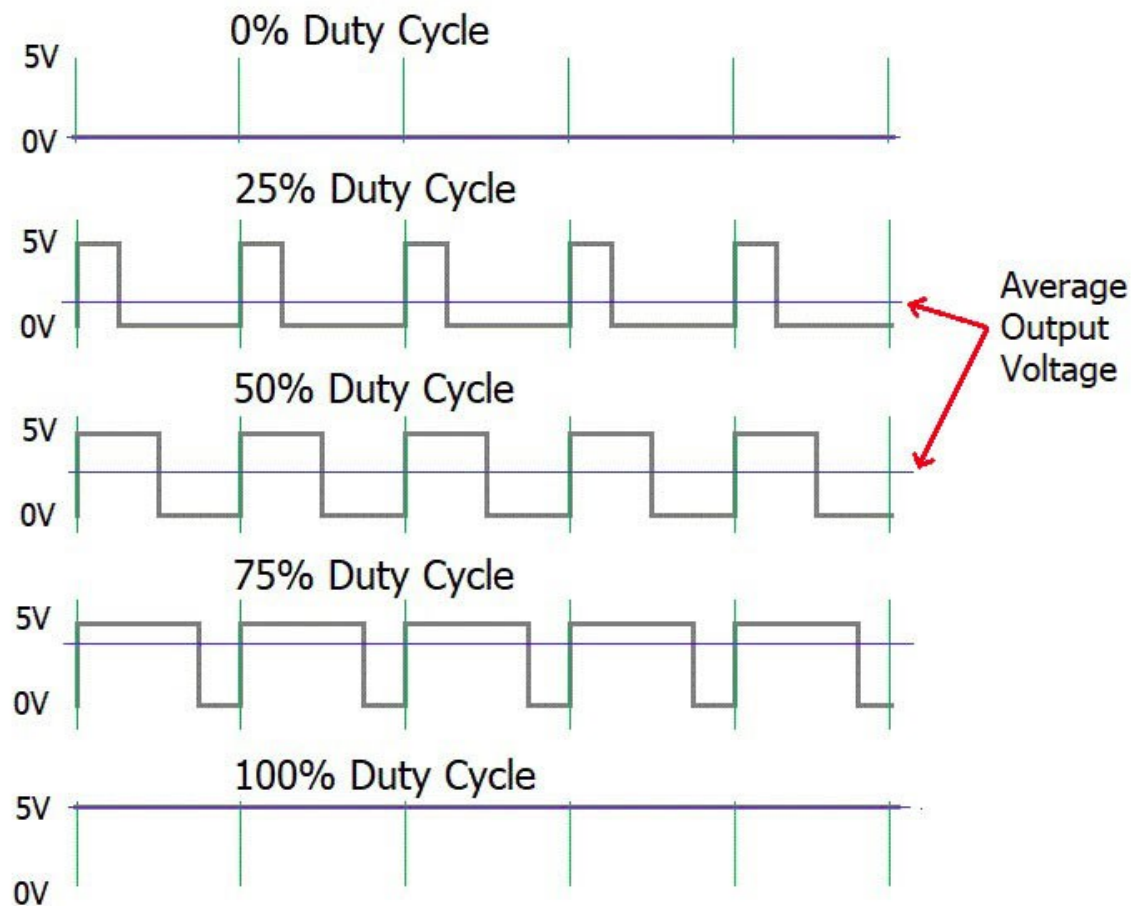 0% Duty Cycle
5V
0V
25% Duty Cycle
5V
0V
Average
Output
Voltage
50% Duty Cycle
5V
0V
75% Duty Cycle
5V
0V
100% Duty Cycle
5V
0V